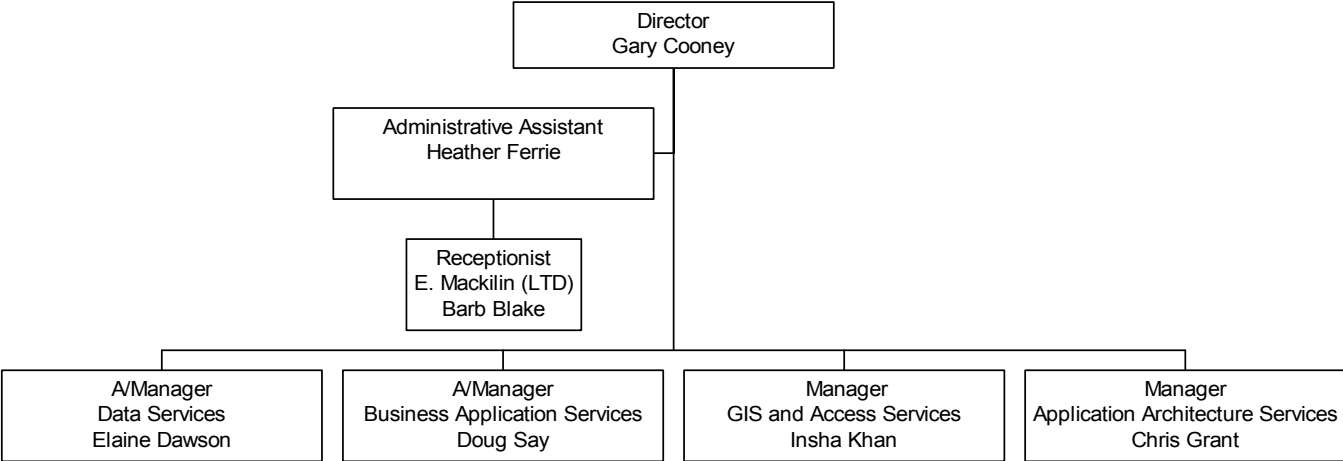 Director
Gary Cooney
Administrative Assistant
Heather Ferrie
Receptionist
E. Mackilin (LTD)
Barb Blake
A/Manager
Data Services
Elaine Dawson
A/Manager
Business Application Services
Doug Say
Manager
GIS and Access Services
Insha Khan
Manager
Application Architecture Services
Chris Grant